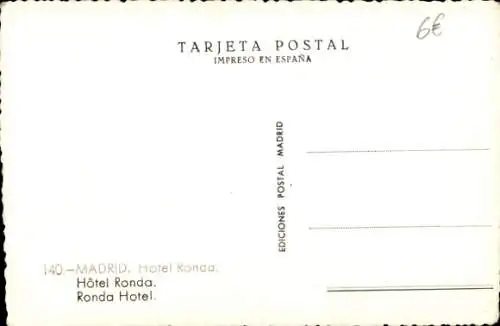 6€
TARJETA POSTAL
IMPRESO EN ESPAÑA
EDICIONES POSTAL MADRID
140.-MADRID. Hotel Ronda.
Hôtel Ronda.
Ronda Hotel.